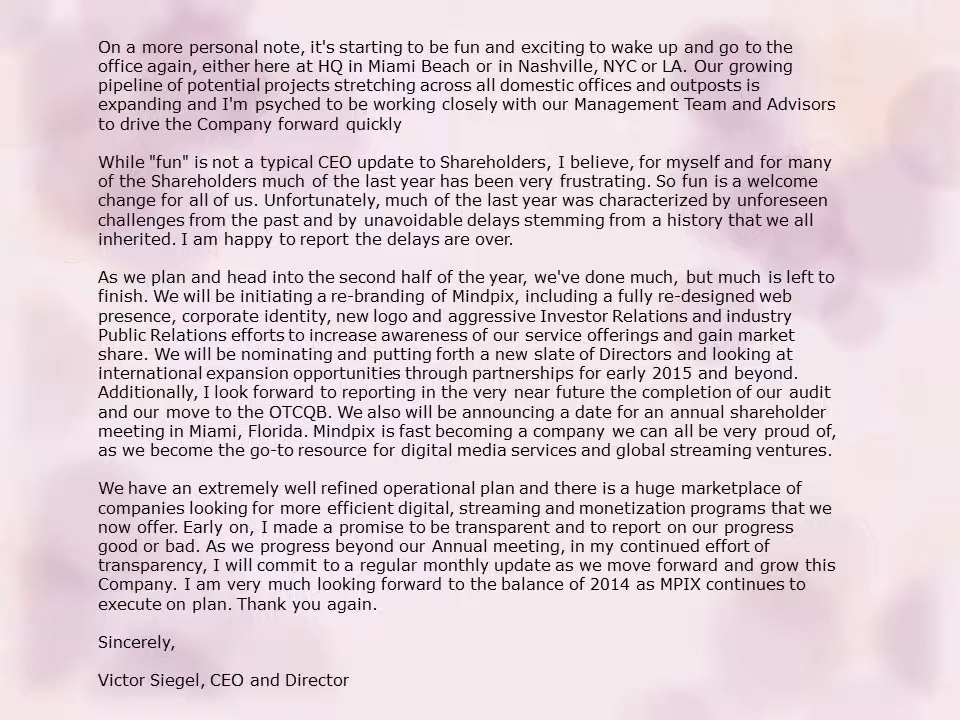 On a more personal note, it's starting to be fun and exciting to wake up and go to the
office again, either here at HQ in Miami Beach or in Nashville, NYC or LA. Our growing
pipeline of potential projects stretching across all domestic offices and outposts is
expanding and I'm psyched to be working closely with our Management Team and Advisors
to drive the Company forward quickly
While "fun" is not a typical CEO update to Shareholders, I believe, for myself and for many
of the Shareholders much of the last year has been very frustrating. So fun is a welcome
change for all of us. Unfortunately, much of the last year was characterized by unforeseen
challenges from the past and by unavoidable delays stemming from a history that we all
inherited. I am happy to report the delays are over.
As we plan and head into the second half of the year, we've done much, but much is left to
finish. We will be initiating a re-branding of Mindpix, including a fully re-designed web
presence, corporate identity, new logo and aggressive Investor Relations and industry
Public Relations efforts to increase awareness of our service offerings and gain market
share. We will be nominating and putting forth a new slate of Directors and looking at
international expansion opportunities through partnerships for early 2015 and beyond.
Additionally, I look forward to reporting in the very near future the completion of our audit
and our move to the OTCQB. We also will be announcing a date for an annual shareholder
meeting in Miami, Florida. Mindpix is fast becoming a company we can all be very proud of,
as we become the go-to resource for digital media services and global streaming ventures.
We have an extremely well refined operational plan and there is a huge marketplace of
companies looking for more efficient digital, streaming and monetization programs that we
now offer. Early on, I made a promise to be transparent and to report on our progress
good or bad. As we progress beyond our Annual meeting, in my continued effort of
transparency, I will commit to a regular monthly update as we move forward and grow this
Company. I am very much looking forward to the balance of 2014 as MPIX continues to
execute on plan. Thank you again.
Sincerely,
Victor Siegel, CEO and Director